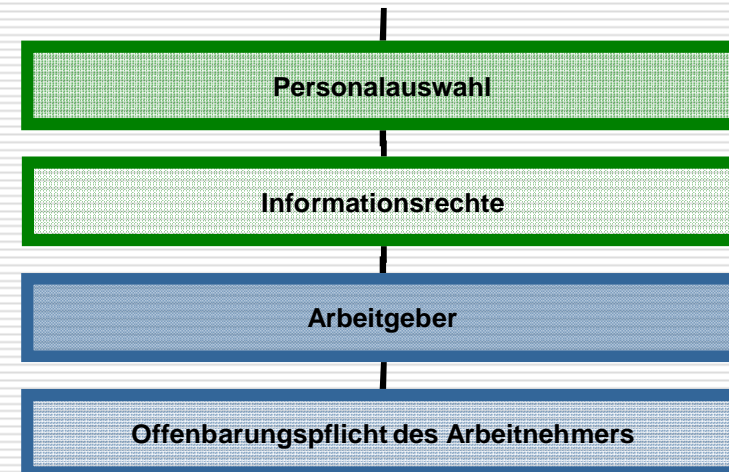 Personalauswahl
Informationsrechte
Arbeitgeber
Offenbarungspflicht des Arbeitnehmers